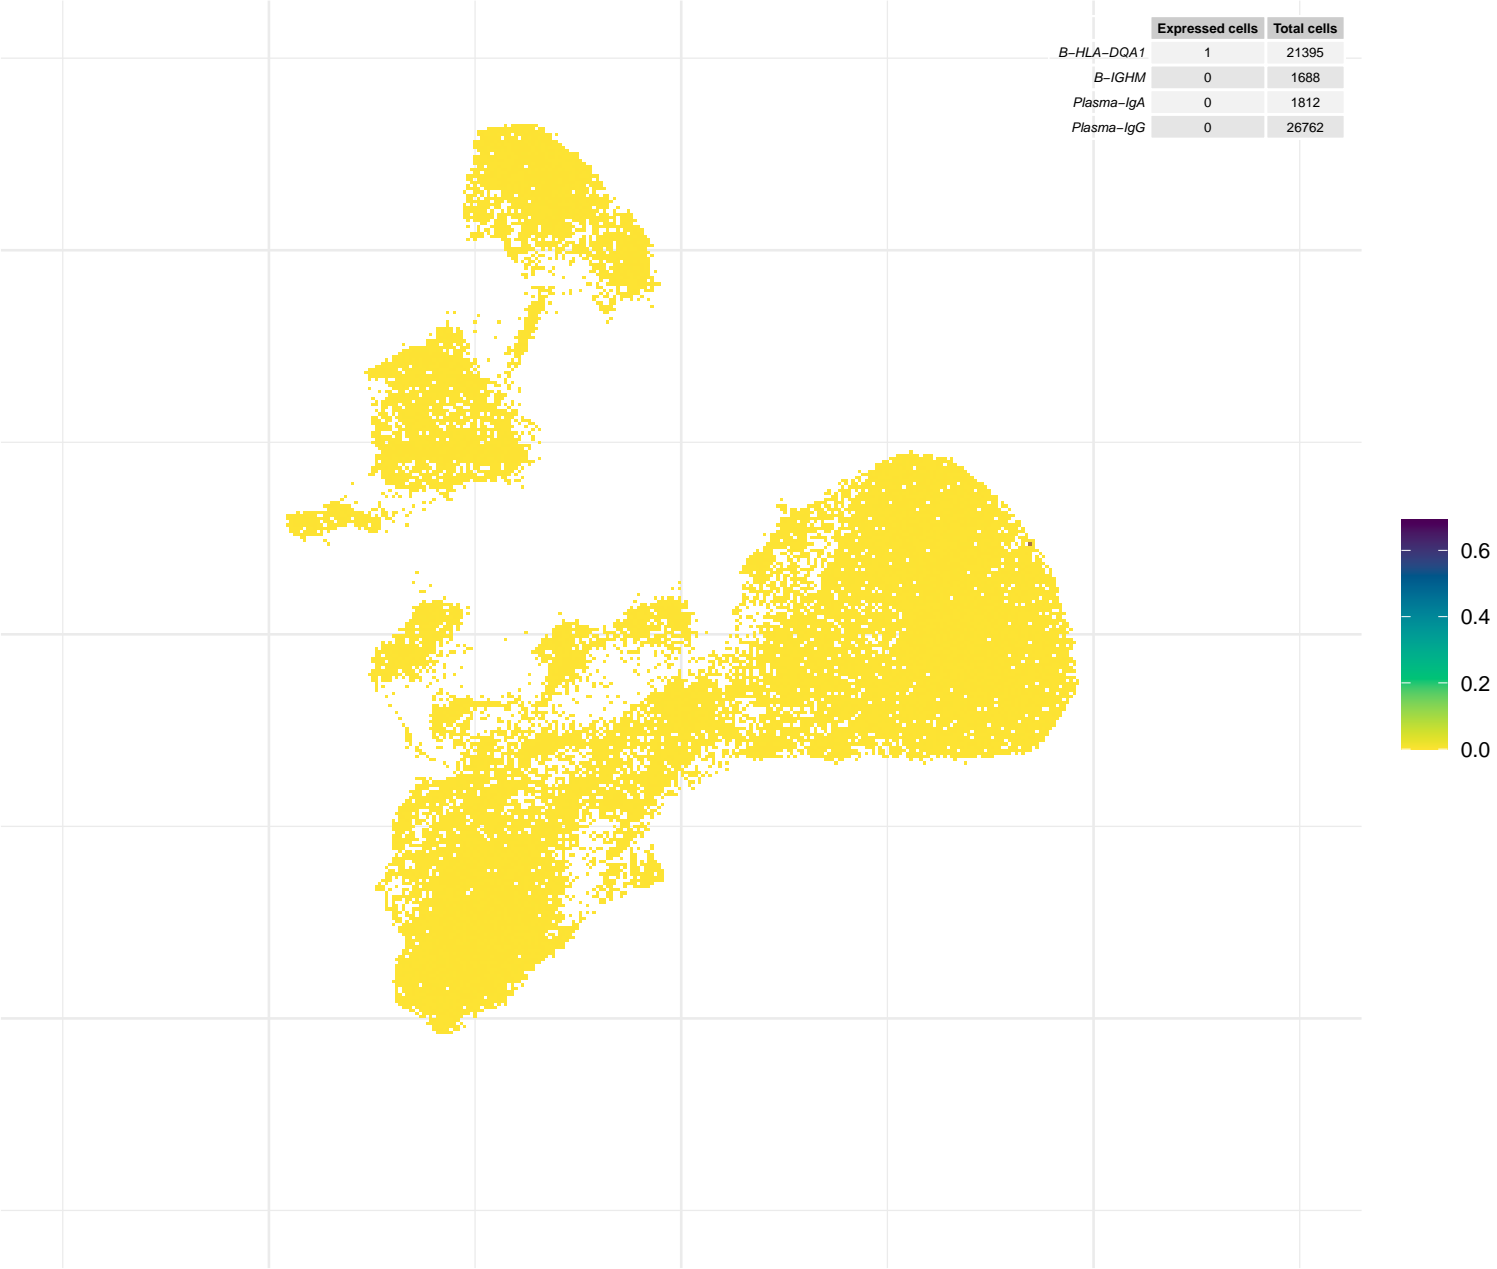 Expressed cells Total cells
B−HLA−DQA1 1 21395
B−IGHM 0 1688
Plasma−IgA 0 1812
Plasma−IgG 0 26762
0.6
0.4
0.2
0.0